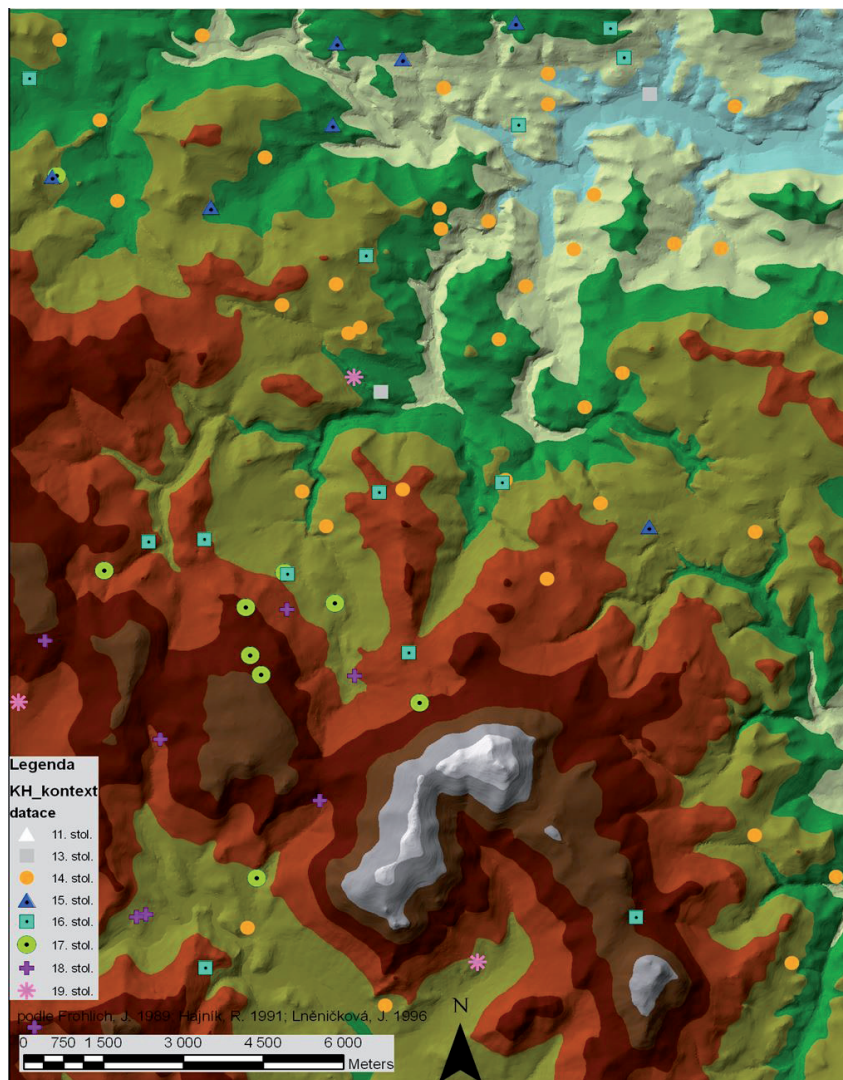 Legenda
KH_kontext
datace
11. stol.
13. stol.
14. stol.
15. stol.
16. stol.
17. stol.
18. stol.
19. stol.
podle Fröhlich, J. 1989, Hajník, R. 1991; Lněničková, J. 1996
N
0 750 1 500 3 000 4 500 6 000
Meters